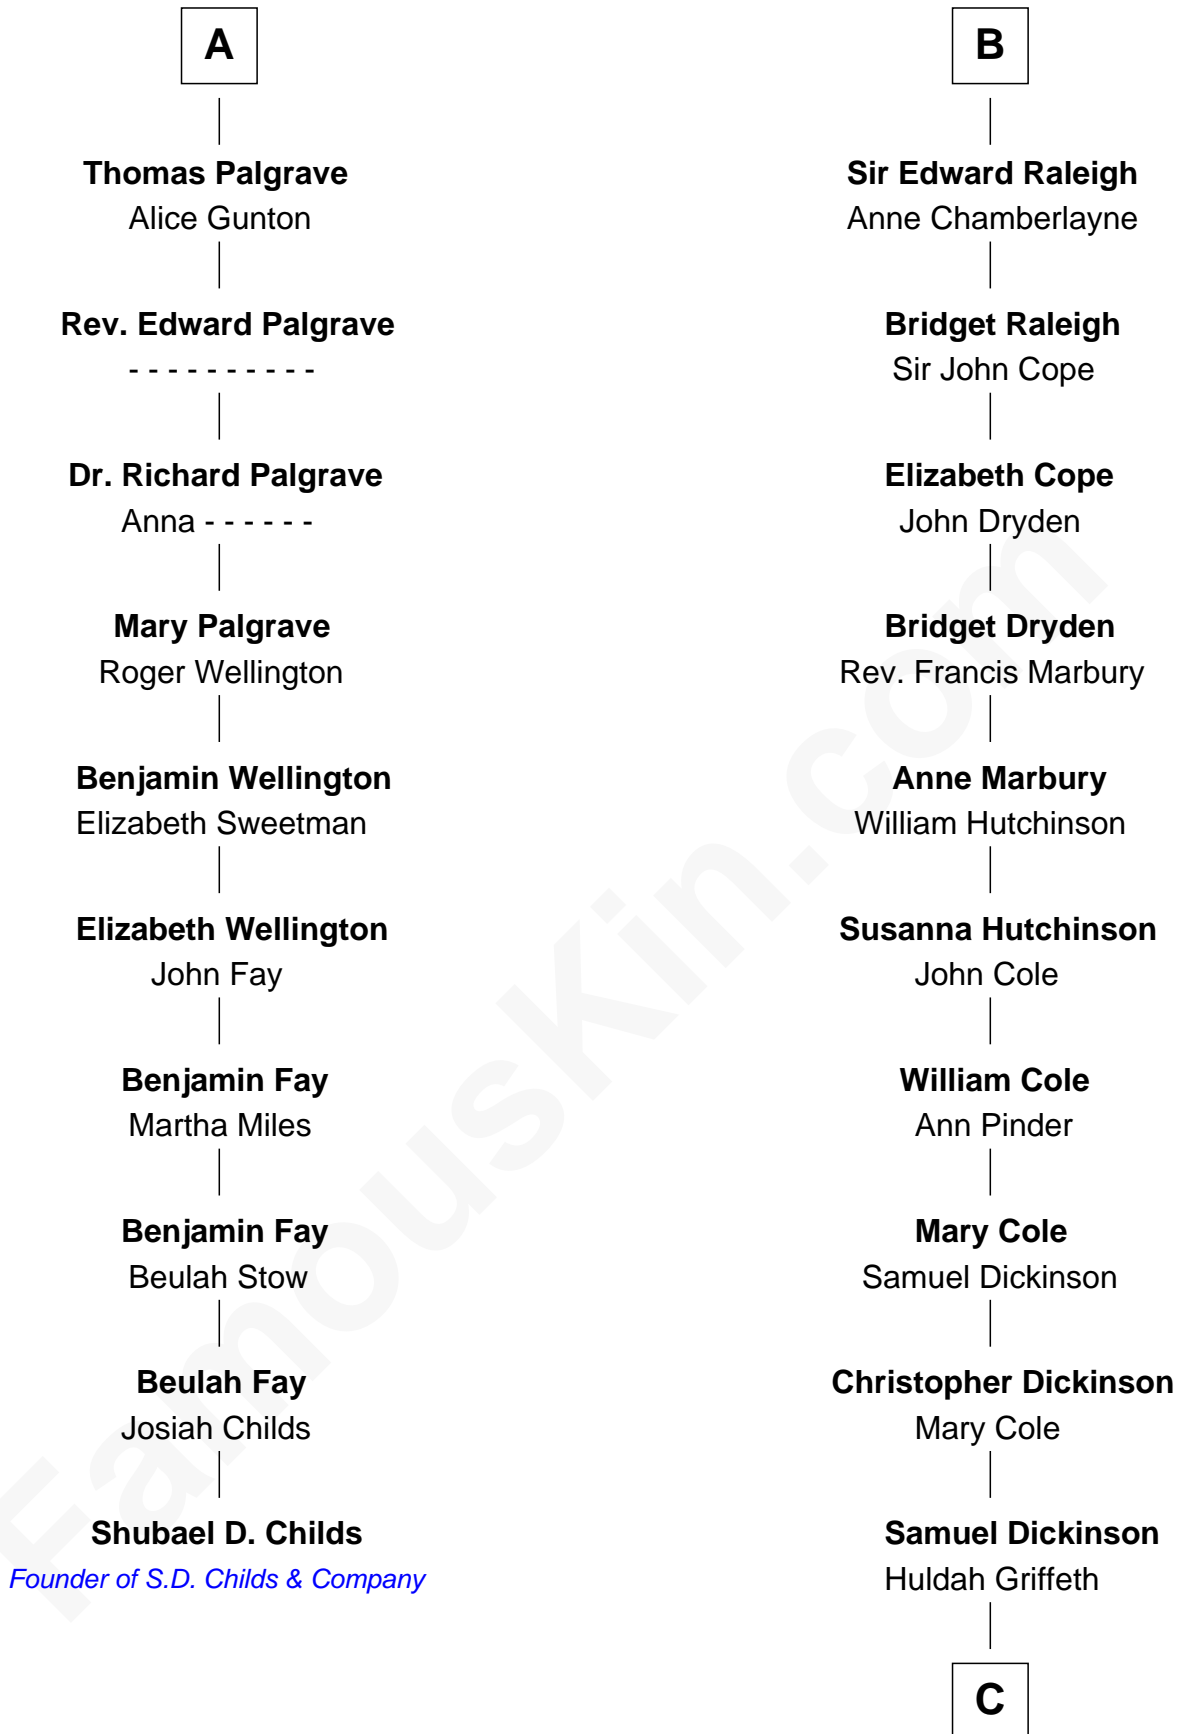 A
Thomas Palgrave
Alice Gunton
Rev. Edward Palgrave
- - - - - - - - - -
Dr. Richard Palgrave
Anna - - - - - -
Mary Palgrave
Roger Wellington
Benjamin Wellington
Elizabeth Sweetman
Elizabeth Wellington
John Fay
Benjamin Fay
Martha Miles
Benjamin Fay
Beulah Stow
Beulah Fay
Josiah Childs
Shubael D. Childs
Founder of S.D. Childs & Company
B
Sir Edward Raleigh
Anne Chamberlayne
Bridget Raleigh
Sir John Cope
Elizabeth Cope
John Dryden
Bridget Dryden
Rev. Francis Marbury
Anne Marbury
William Hutchinson
Susanna Hutchinson
John Cole
William Cole
Ann Pinder
Mary Cole
Samuel Dickinson
Christopher Dickinson
Mary Cole
Samuel Dickinson
Huldah Griffeth
C
FamousKin.com